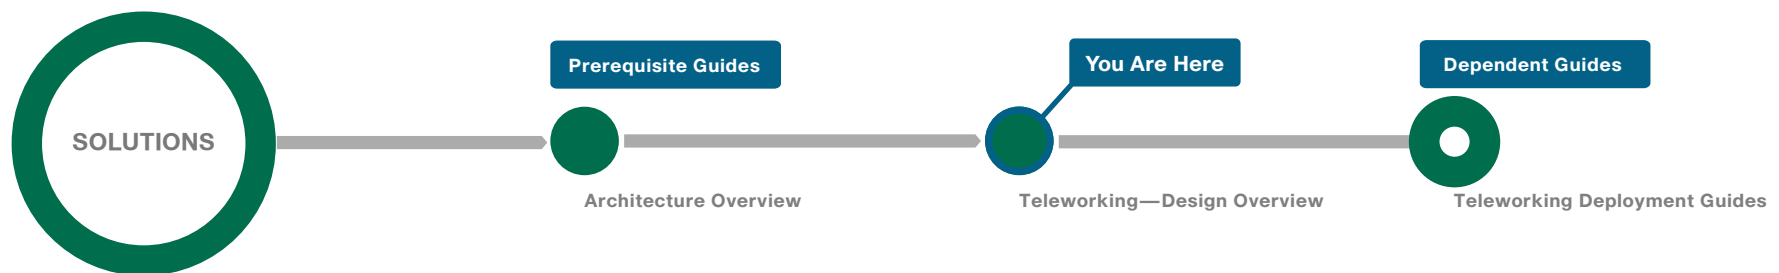 Prerequisite Guides
You Are Here
Dependent Guides
SOLUTIONS
Architecture Overview
Teleworking—Design Overview
Teleworking Deployment Guides